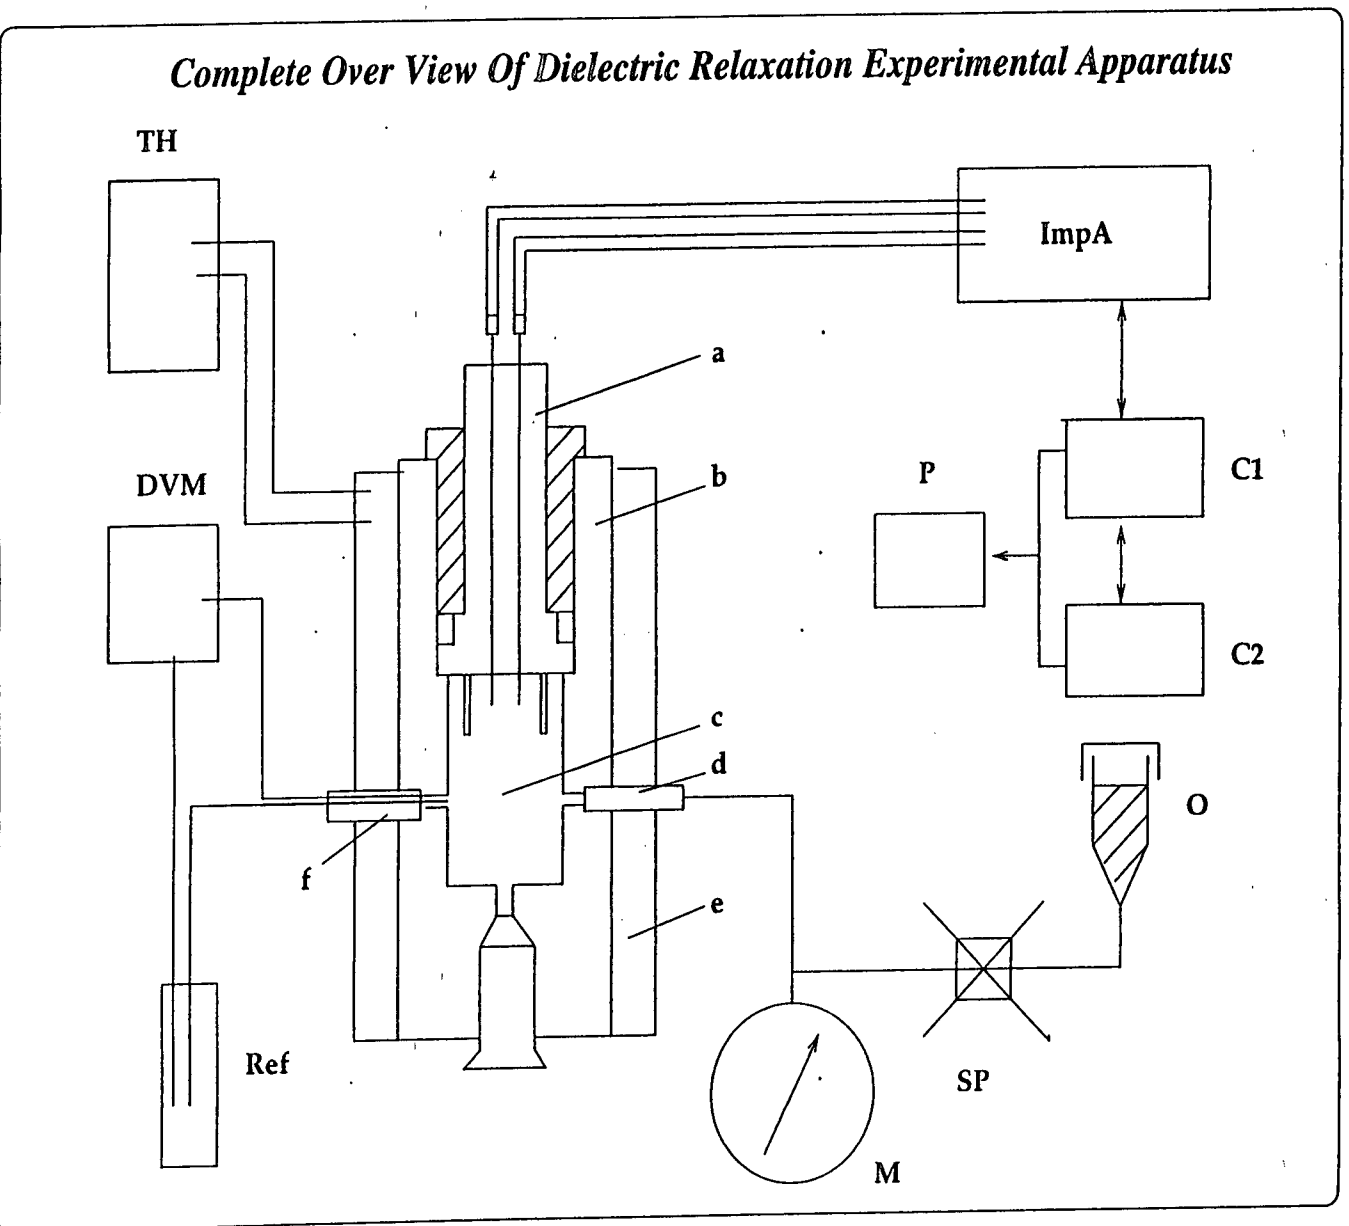 Complete Over View Of Dielectric Relaxation Experimental Apparatus
TH
ImpA
a
b
DVM
P
C1
C2
c
d
O
f
e
Ref
SP
M